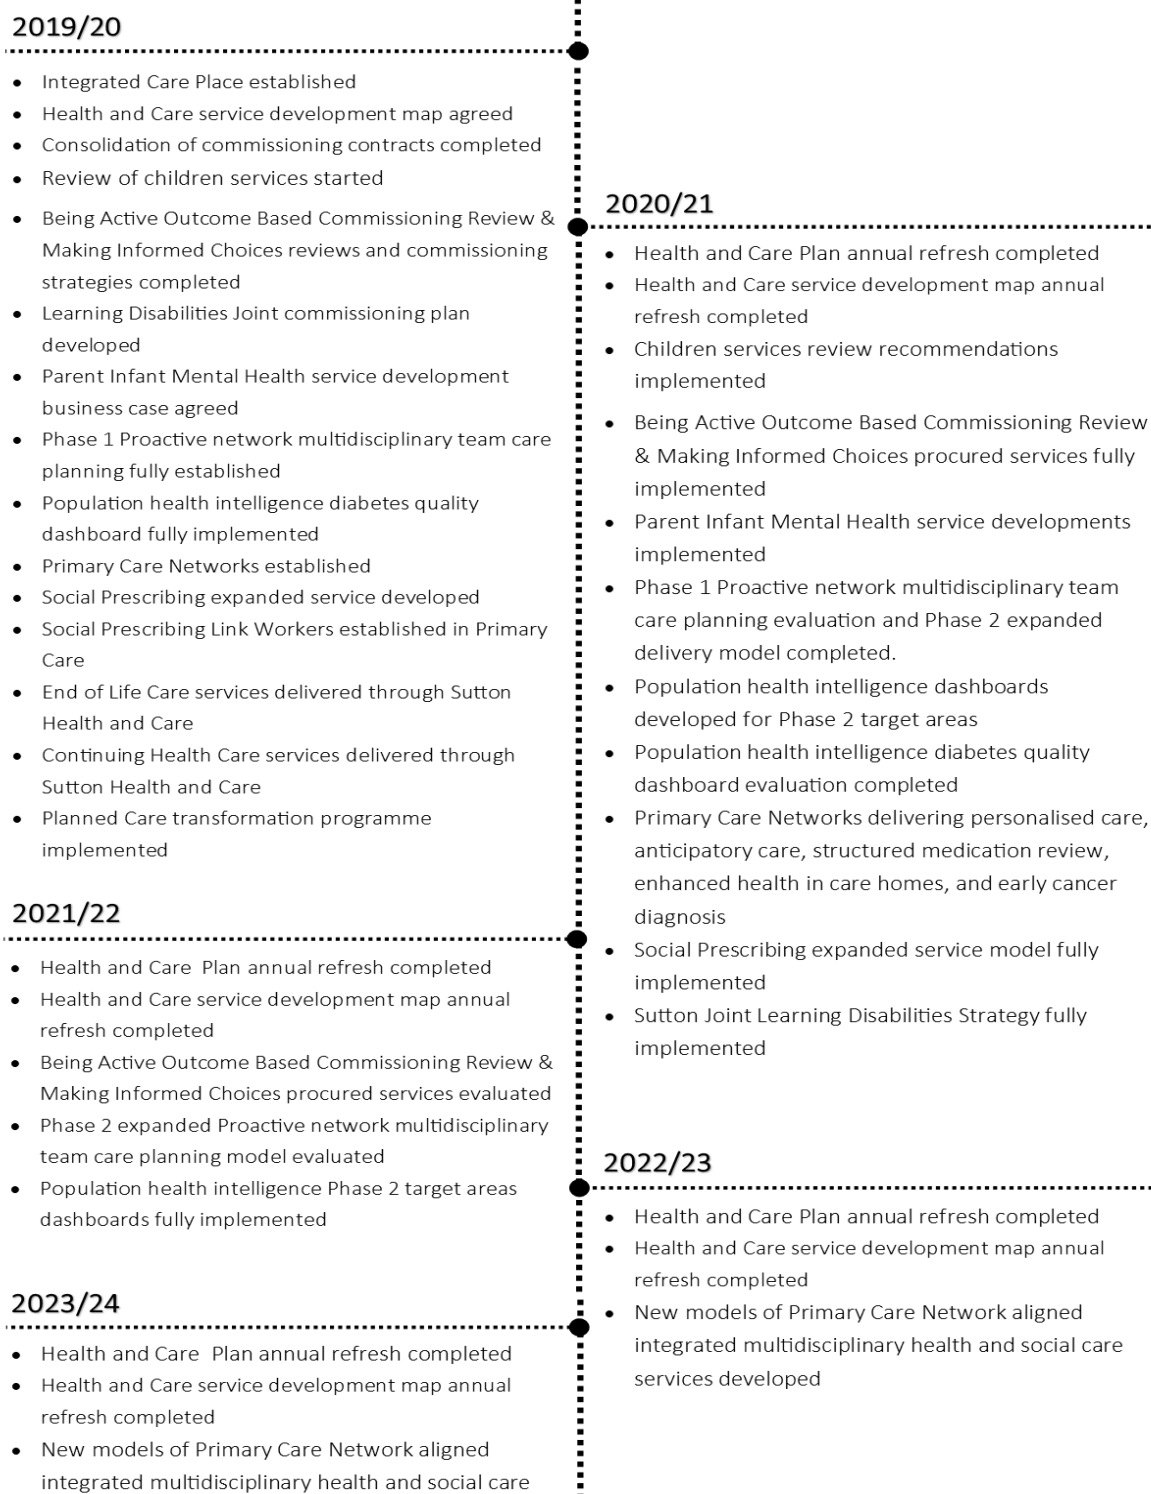 2019/20
• Integrated Care Place established
• Health and Care service development map agreed
• Consolidation of commissioning contracts completed
• Review of children services started
• Being Active Outcome Based Commissioning Review &
Making Informed Choices reviews and commissioning
strategies completed
• Learning Disabilities Joint commissioning plan
developed
• Parent Infant Mental Health service development
business case agreed
• Phase 1 Proactive network multidisciplinary team care
planning fully established
• Population health intelligence diabetes quality
dashboard fully implemented
• Primary Care Networks established
• Social Prescribing expanded service developed
• Social Prescribing Link Workers established in Primary
Care
• End of Life Care services delivered through Sutton
Health and Care
• Continuing Health Care services delivered through
Sutton Health and Care
• Planned Care transformation programme
implemented
2020/21
• Health and Care Plan annual refresh completed
• Health and Care service development map annual
refresh completed
• Children services review recommendations
implemented
• Being Active Outcome Based Commissioning Review
& Making Informed Choices procured services fully
implemented
• Parent Infant Mental Health service developments
implemented
• Phase 1 Proactive network multidisciplinary team
care planning evaluation and Phase 2 expanded
delivery model completed.
• Population health intelligence dashboards
developed for Phase 2 target areas
• Population health intelligence diabetes quality
dashboard evaluation completed
• Primary Care Networks delivering personalised care,
anticipatory care, structured medication review,
enhanced health in care homes, and early cancer
diagnosis
• Social Prescribing expanded service model fully
implemented
• Sutton Joint Learning Disabilities Strategy fully
implemented
2021/22
• Health and Care Plan annual refresh completed
• Health and Care service development map annual
refresh completed
• Being Active Outcome Based Commissioning Review &
Making Informed Choices procured services evaluated
• Phase 2 expanded Proactive network multidisciplinary
team care planning model evaluated
• Population health intelligence Phase 2 target areas
dashboards fully implemented
2022/23
• Health and Care Plan annual refresh completed
• Health and Care service development map annual
refresh completed
• New models of Primary Care Network aligned
integrated multidisciplinary health and social care
services developed
2023/24
• Health and Care Plan annual refresh completed
• Health and Care service development map annual
refresh completed
• New models of Primary Care Network aligned
integrated multidisciplinary health and social care